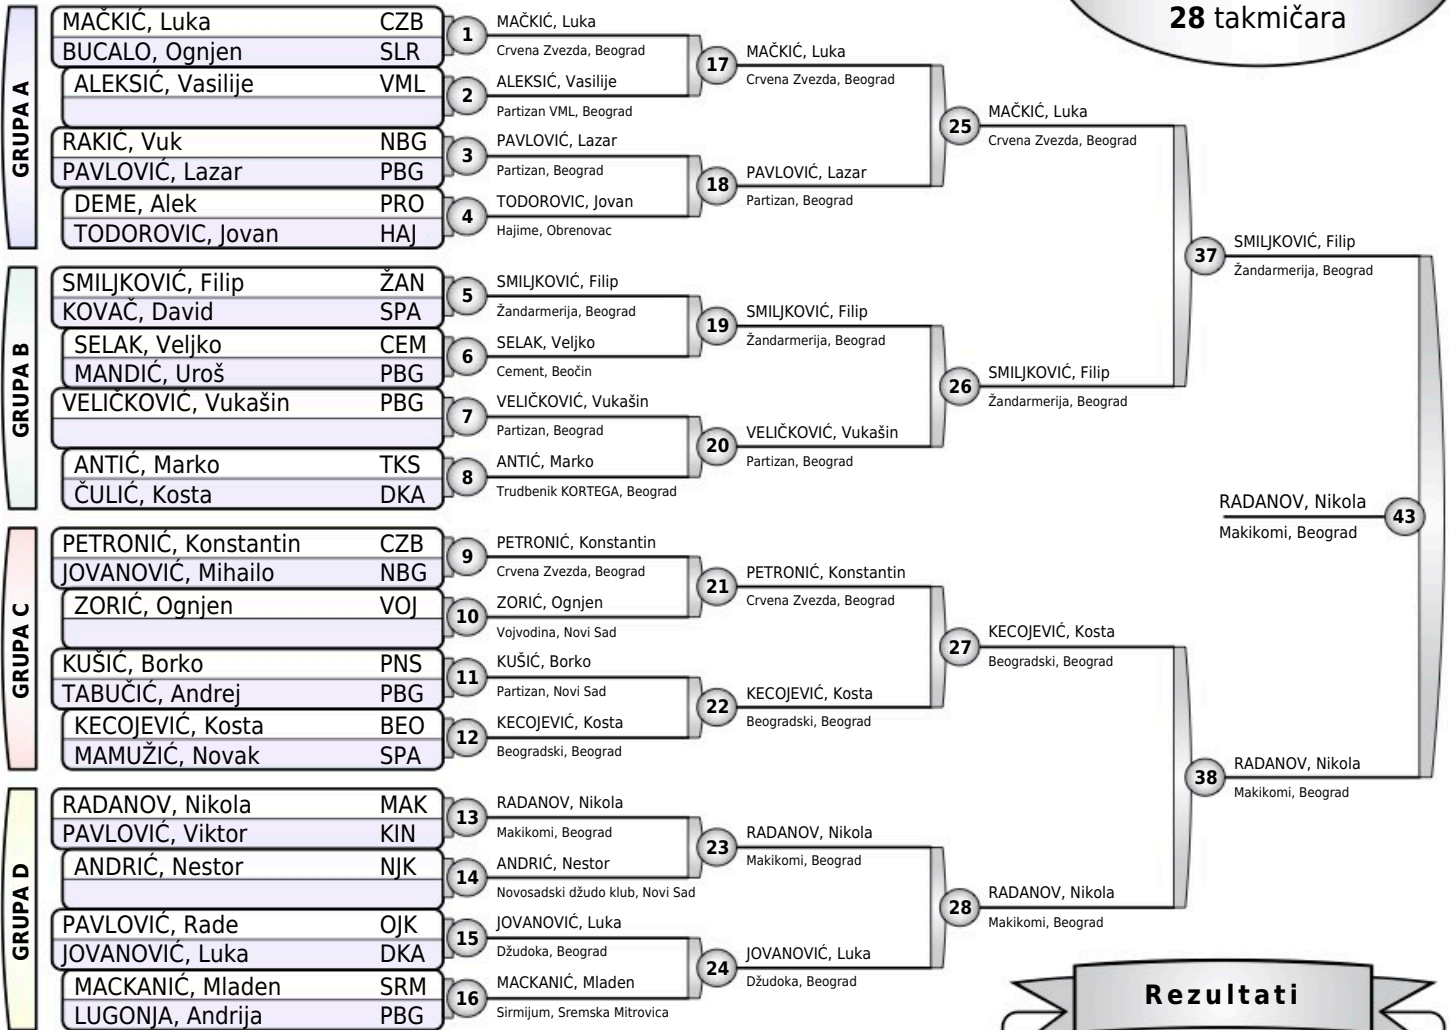 28 takmičara
GRUPA A
MAČKIĆ, Luka CZB
BUCALO, Ognjen SLR
ALEKSIĆ, Vasilije VML
RAKIĆ, Vuk NBG
PAVLOVIĆ, Lazar PBG
DEME, Alek PRO
TODOROVIC, Jovan HAJ
GRUPA B
SMILJKOVIĆ, Filip ŽAN
KOVAČ, David SPA
SELAK, Veljko CEM
MANDIĆ, Uroš PBG
VELIČKOVIĆ, Vukašin PBG
ANTIĆ, Marko TKS
ČULIĆ, Kosta DKA
GRUPA C
PETRONIĆ, Konstantin CZB
JOVANOVIĆ, Mihailo NBG
ZORIĆ, Ognjen VOJ
KUŠIĆ, Borko PNS
TABUČIĆ, Andrej PBG
KECOJEVIĆ, Kosta BEO
MAMUŽIĆ, Novak SPA
GRUPA D
RADANOV, Nikola MAK
PAVLOVIĆ, Viktor KIN
ANDRIĆ, Nestor NJK
PAVLOVIĆ, Rade OJK
JOVANOVIĆ, Luka DKA
MACKANIĆ, Mladen SRM
LUGONJA, Andrija PBG
1 MAČKIĆ, Luka
Crvena Zvezda, Beograd
2 ALEKSIĆ, Vasilije
Partizan VML, Beograd
3 PAVLOVIĆ, Lazar
Partizan, Beograd
4 TODOROVIC, Jovan
Hajime, Obrenovac
5 SMILJKOVIĆ, Filip
Žandarmerija, Beograd
6 SELAK, Veljko
Cement, Beočin
7 VELIČKOVIĆ, Vukašin
Partizan, Beograd
8 ANTIĆ, Marko
Trudbenik KORTEGA, Beograd
9 PETRONIĆ, Konstantin
Crvena Zvezda, Beograd
10 ZORIĆ, Ognjen
Vojvodina, Novi Sad
11 KUŠIĆ, Borko
Partizan, Novi Sad
12 KECOJEVIĆ, Kosta
Beogradski, Beograd
13 RADANOV, Nikola
Makikomi, Beograd
14 ANDRIĆ, Nestor
Novosadski džudo klub, Novi Sad
15 JOVANOVIĆ, Luka
Džudoka, Beograd
16 MACKANIĆ, Mladen
Sirmijum, Sremska Mitrovica
17 MAČKIĆ, Luka
Crvena Zvezda, Beograd
18 PAVLOVIĆ, Lazar
Partizan, Beograd
19 SMILJKOVIĆ, Filip
Žandarmerija, Beograd
20 VELIČKOVIĆ, Vukašin
Partizan, Beograd
21 PETRONIĆ, Konstantin
Crvena Zvezda, Beograd
22 KECOJEVIĆ, Kosta
Beogradski, Beograd
23 RADANOV, Nikola
Makikomi, Beograd
24 JOVANOVIĆ, Luka
Džudoka, Beograd
25 MAČKIĆ, Luka
Crvena Zvezda, Beograd
26 SMILJKOVIĆ, Filip
Žandarmerija, Beograd
27 KECOJEVIĆ, Kosta
Beogradski, Beograd
28 RADANOV, Nikola
Makikomi, Beograd
37 SMILJKOVIĆ, Filip
Žandarmerija, Beograd
38 RADANOV, Nikola
Makikomi, Beograd
RADANOV, Nikola 43
Makikomi, Beograd
Rezultati